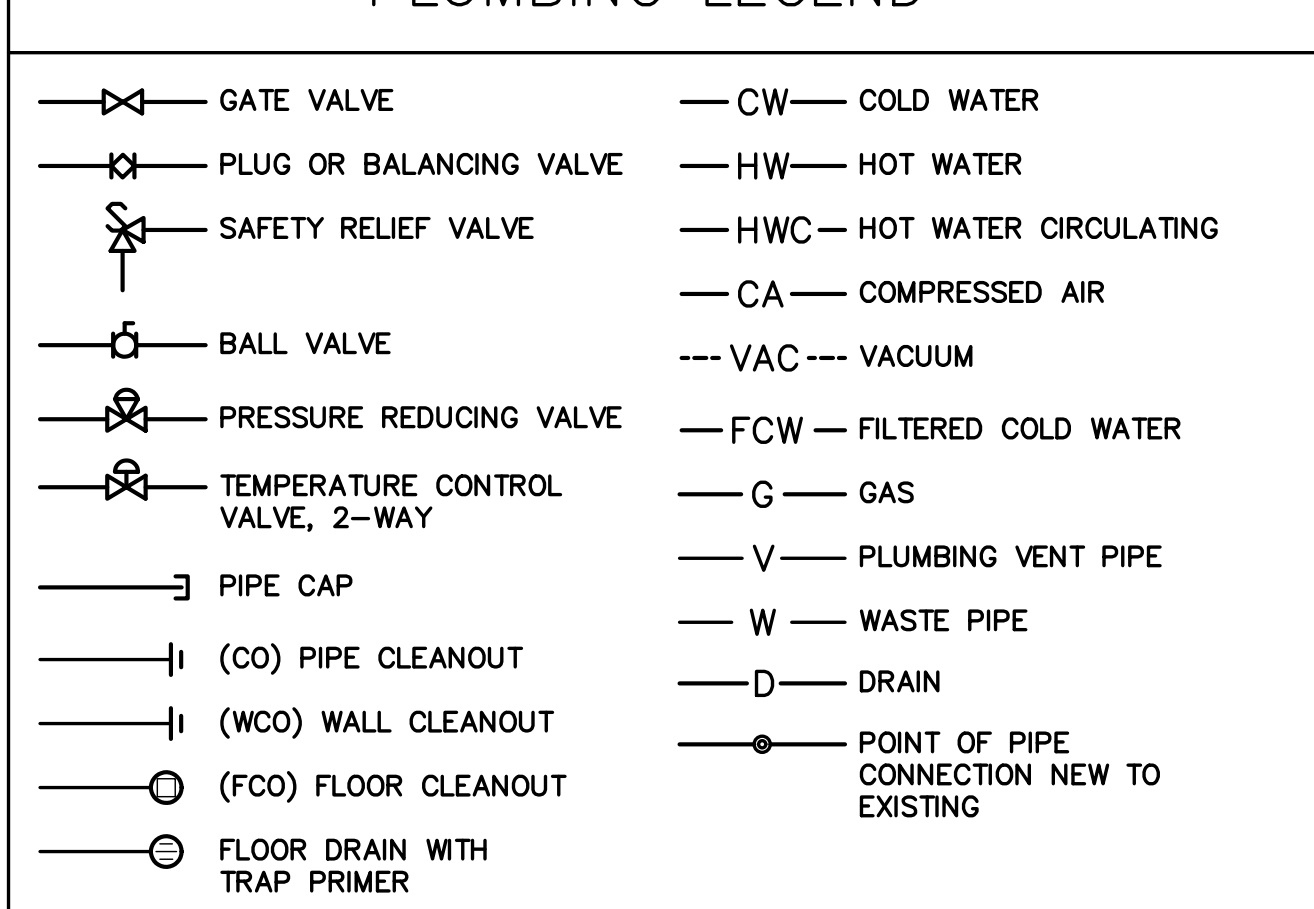 PLUMBING LEGEND
GATE VALVE
PLUG OR BALANCING VALVE
SAFETY RELIEF VALVE
BALL VALVE
PRESSURE REDUCING VALVE
TEMPERATURE CONTROL
VALVE, 2-WAY
PIPE CAP
(CO) PIPE CLEANOUT
(WCO) WALL CLEANOUT
(FCO) FLOOR CLEANOUT
FLOOR DRAIN WITH
TRAP PRIMER
CW COLD WATER
HW HOT WATER
HWC HOT WATER CIRCULATING
CA COMPRESSED AIR
VAC VACUUM
FCW FILTERED COLD WATER
G GAS
V PLUMBING VENT PIPE
W WASTE PIPE
D DRAIN
POINT OF PIPE
CONNECTION NEW TO
EXISTING